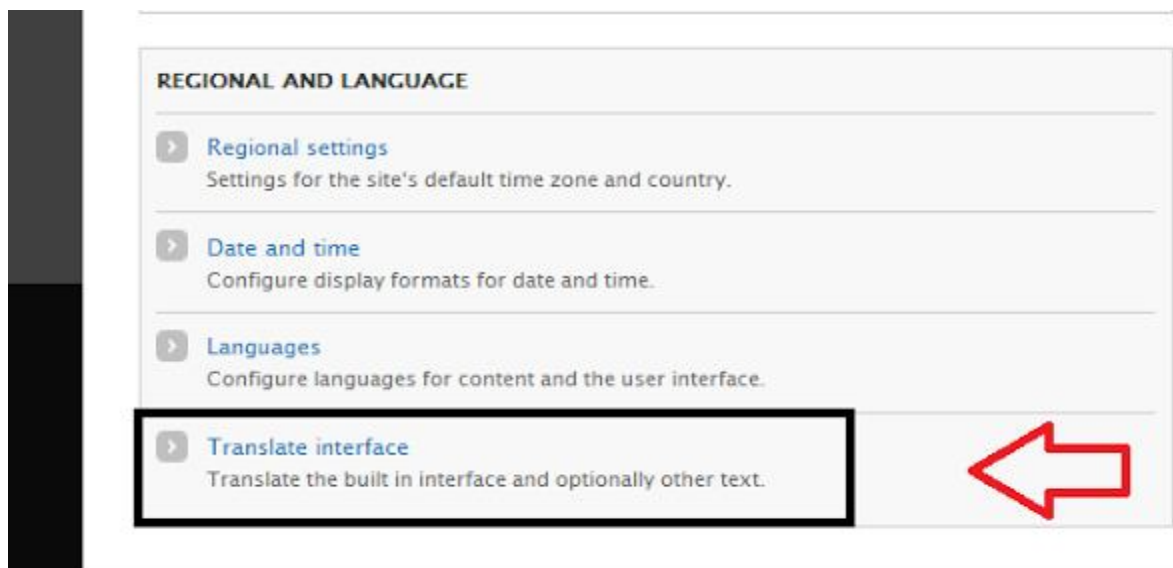 REGIONAL AND LANGUAGE
Regional settings
Settings for the site's default time zone and country.
Date and time
Configure display formats for date and time.
Languages
Configure languages for content and the user interface.
Translate interface
Translate the built in interface and optionally other text.